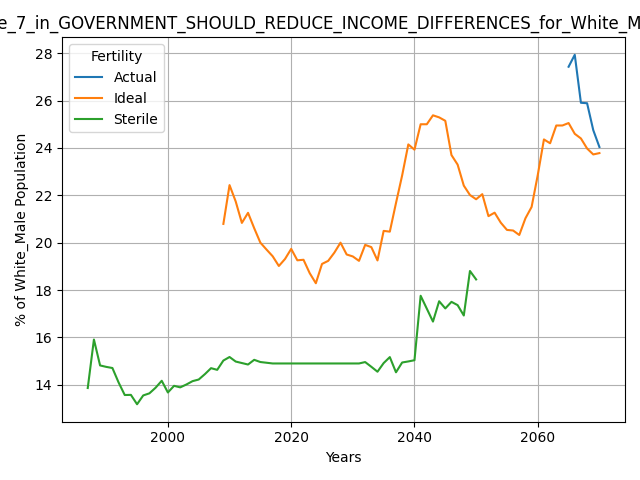 e_7_in_GOVERNMENT_SHOULD_REDUCE_INCOME_DIFFERENCES_for_White_M
Fertility
Actual
Ideal
Sterile
% of White_Male Population
28
26
24
22
20
18
16
14
2000
2020
2040
2060
Years